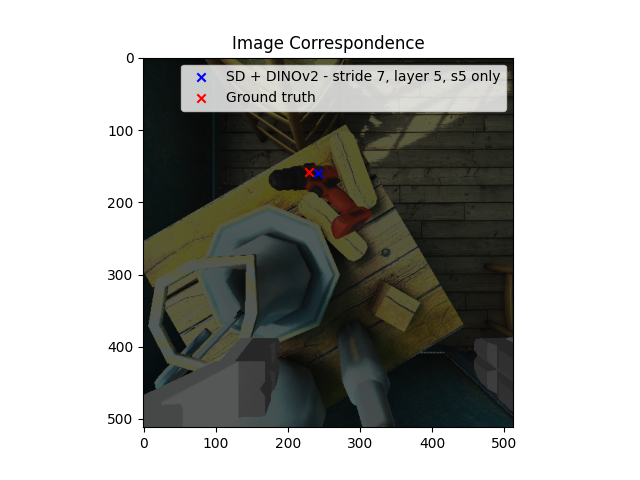 Image Correspondence
SD + DINOv2 - stride 7, layer 5, s5 only
Ground truth
0
100
200
300
400
500
0 100 200 300 400 500